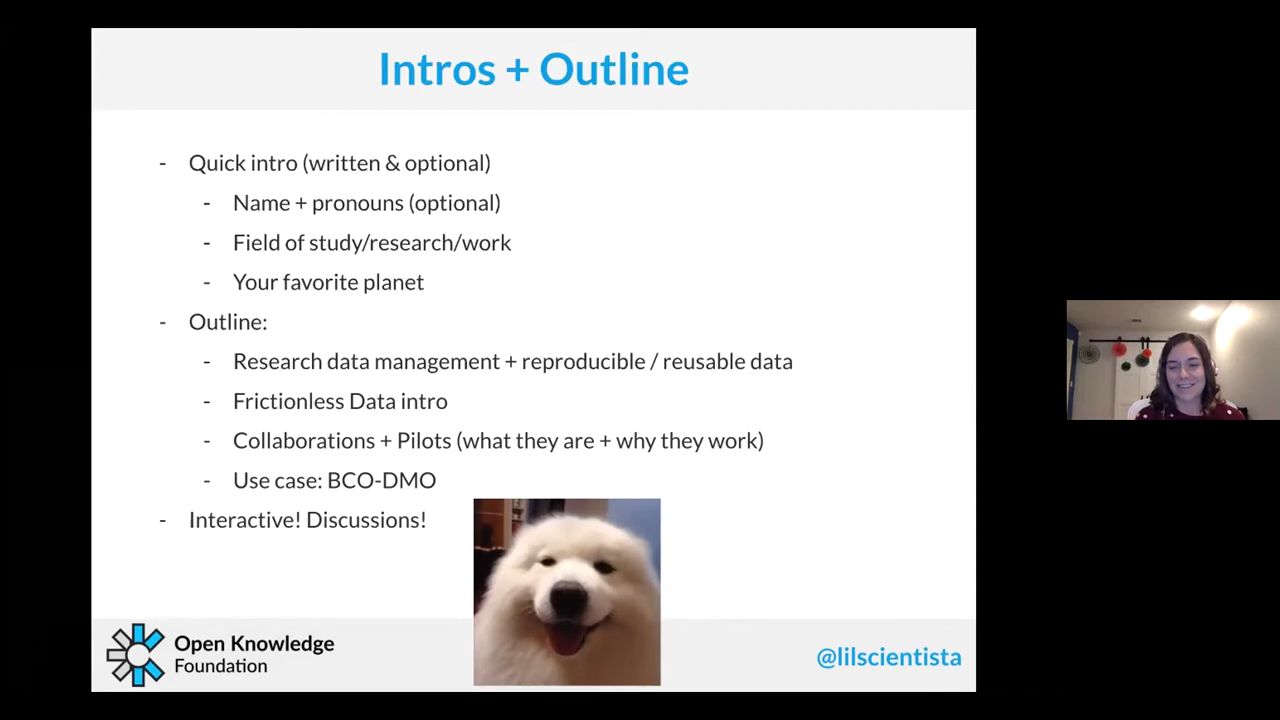 Intros + Outline
- Quick intro (written & optional)
- Name + pronouns (optional)
- Field of study/research/work
- Your favorite planet
- Outline:
- Research data management + reproducible / reusable data
- Frictionless Data intro
- Collaborations + Pilots (what they are + why they work)
- Use case: BCO-DMO
- Interactive! Discussions!
Open Knowledge
Foundation
@lilscientista